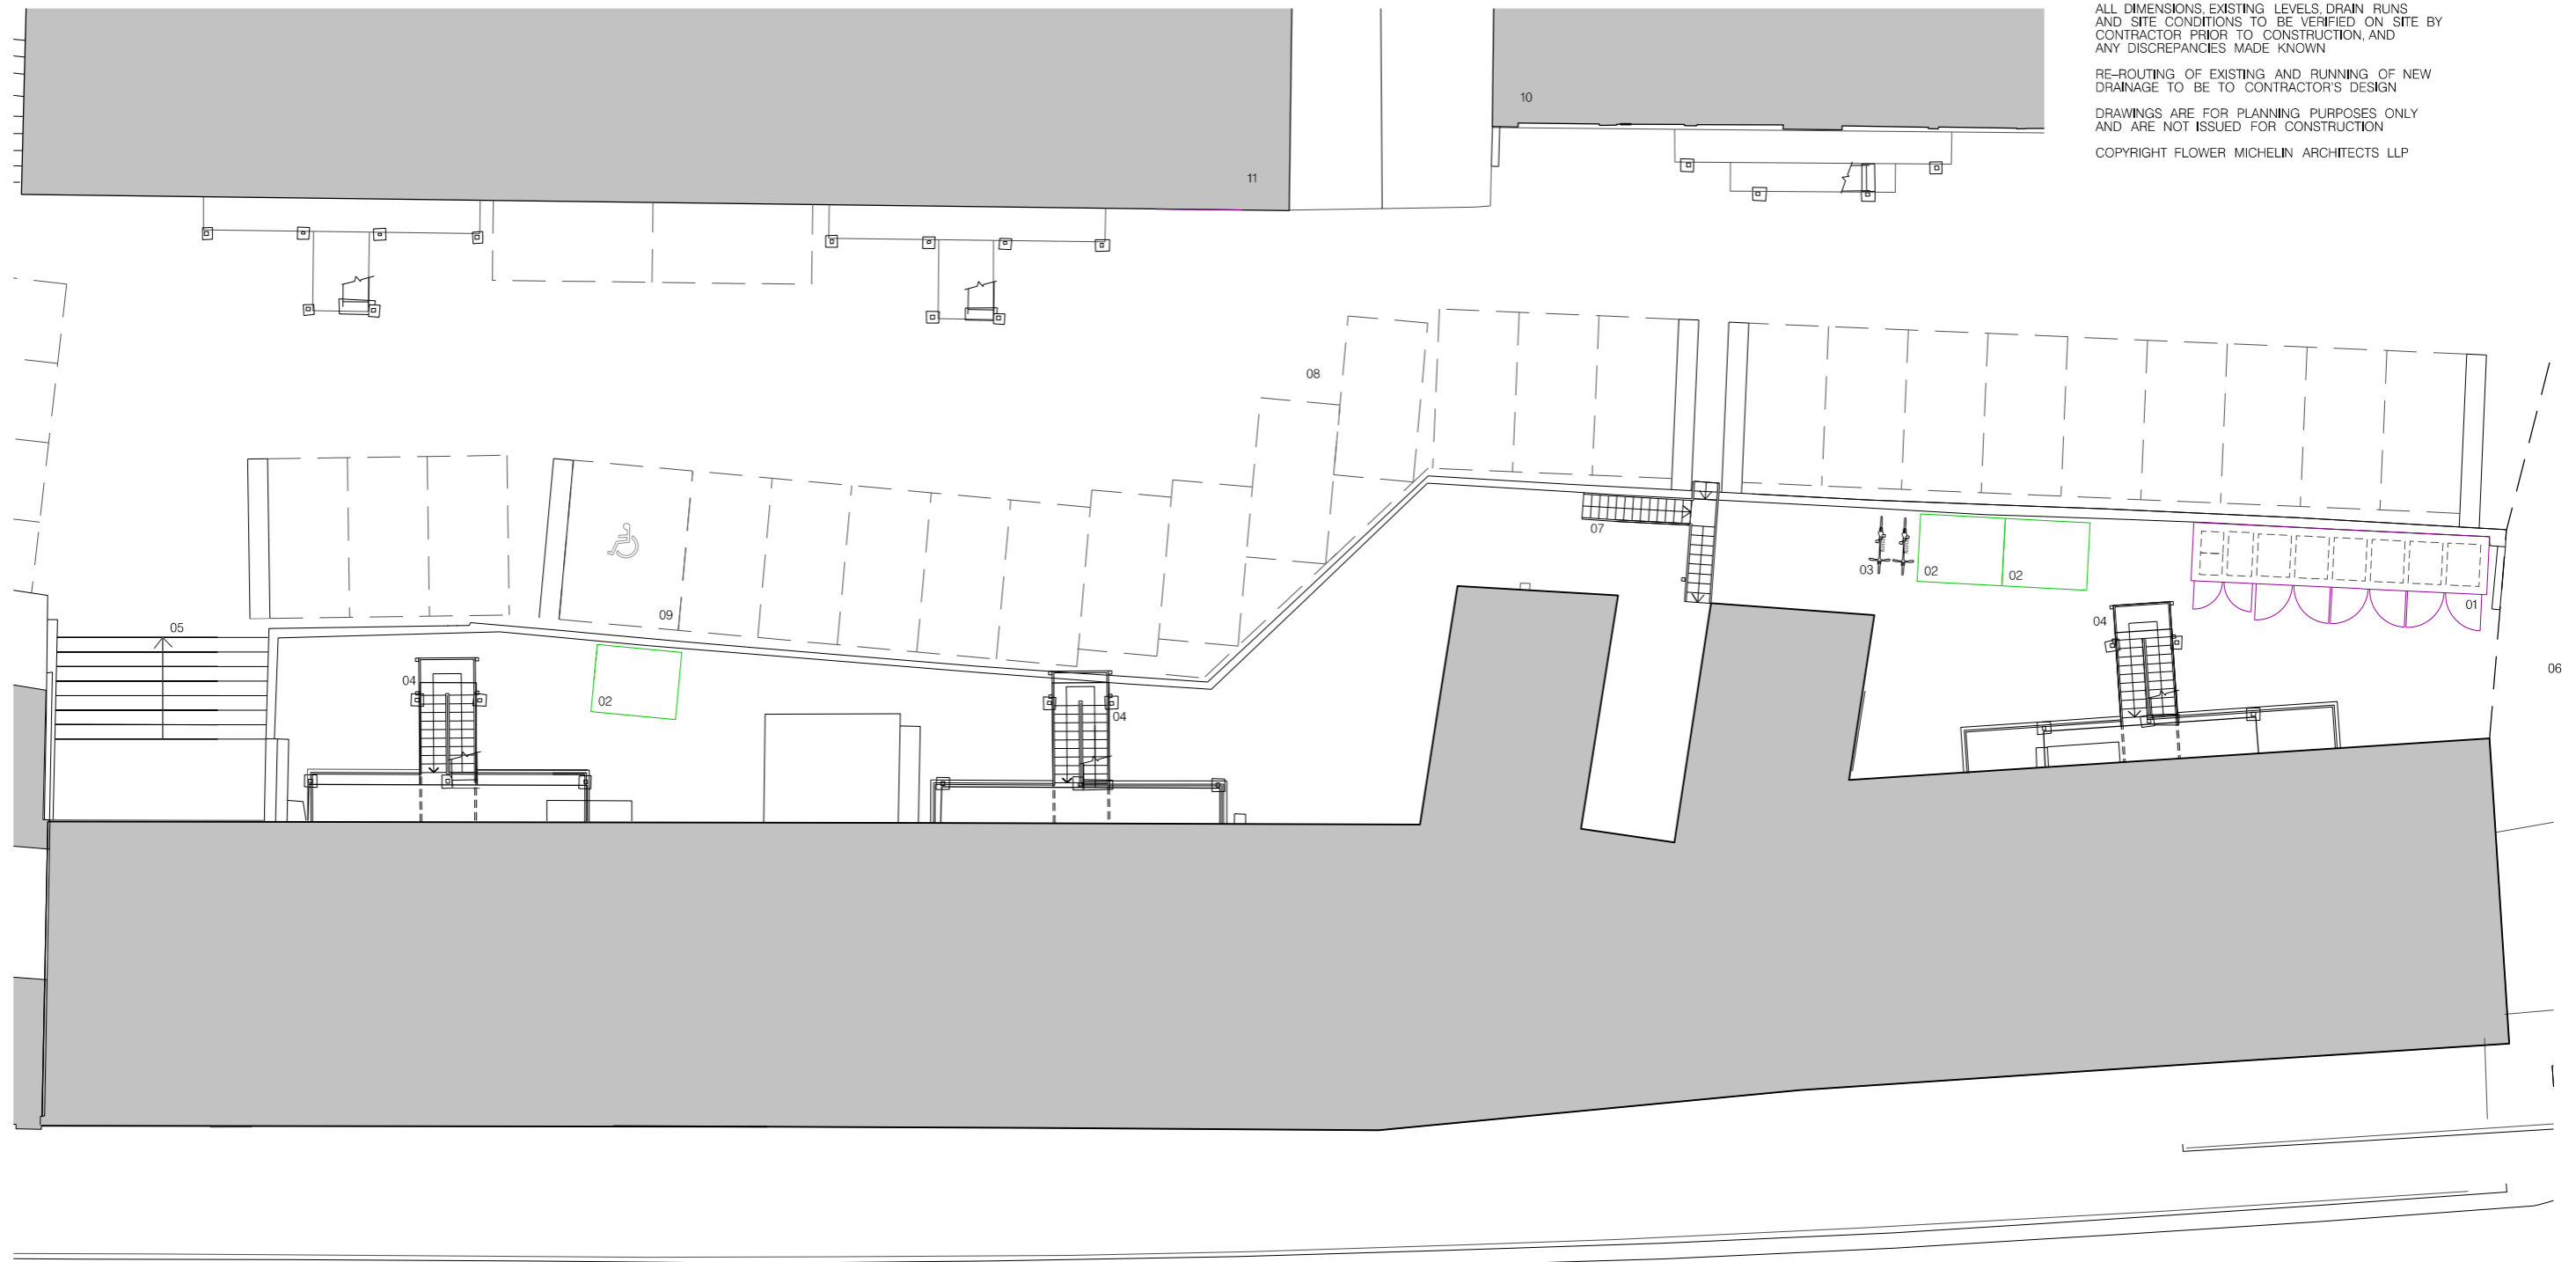 ALL DIMENSIONS, EXISTING LEVELS, DRAIN RUNS
AND SITE CONDITIONS TO BE VERIFIED ON SITE BY
CONTRACTOR PRIOR TO CONSTRUCTION, AND
ANY DISCREPANCIES MADE KNOWN
RE-ROUTING OF EXISTING AND RUNNING OF NEW
DRAINAGE TO BE TO CONTRACTOR'S DESIGN
DRAWINGS ARE FOR PLANNING PURPOSES ONLY
AND ARE NOT ISSUED FOR CONSTRUCTION
COPYRIGHT FLOWER MICHELIN ARCHITECTS LLP
10
11
08
07
03
02
02
01
09
05
04
06
04
02
04